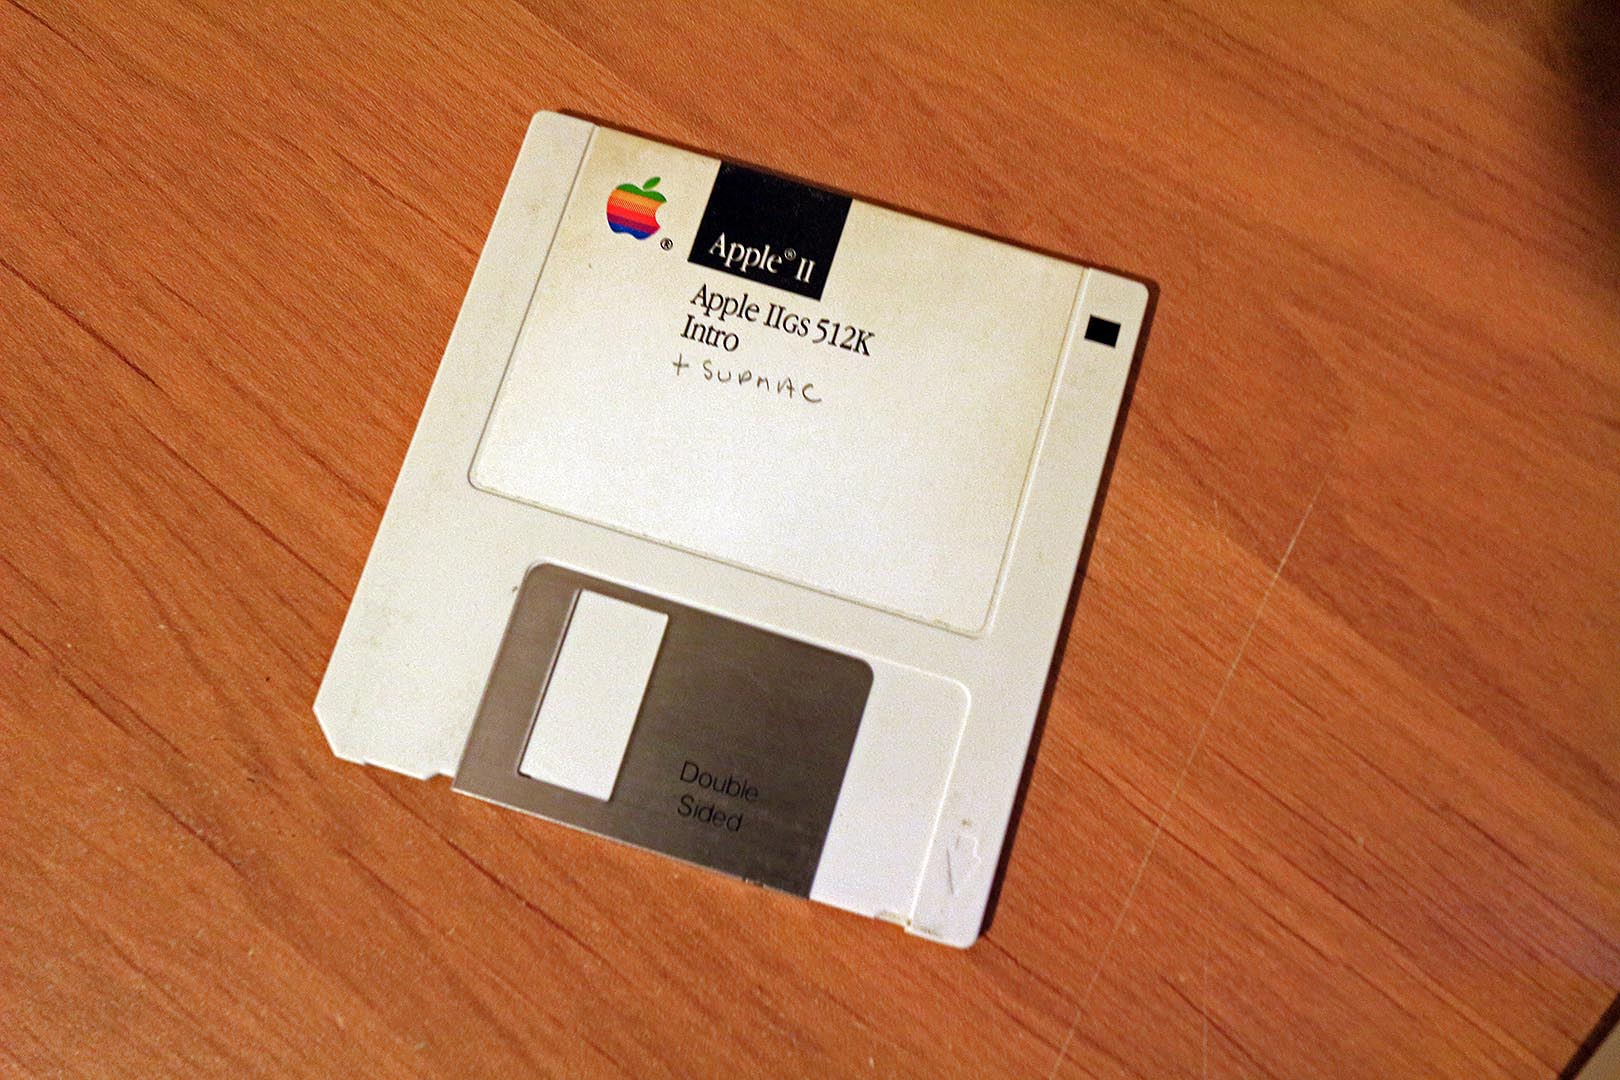 ®
Apple® II
Apple IIGS 512K
Intro
+ SUPMAC
Double
Sided